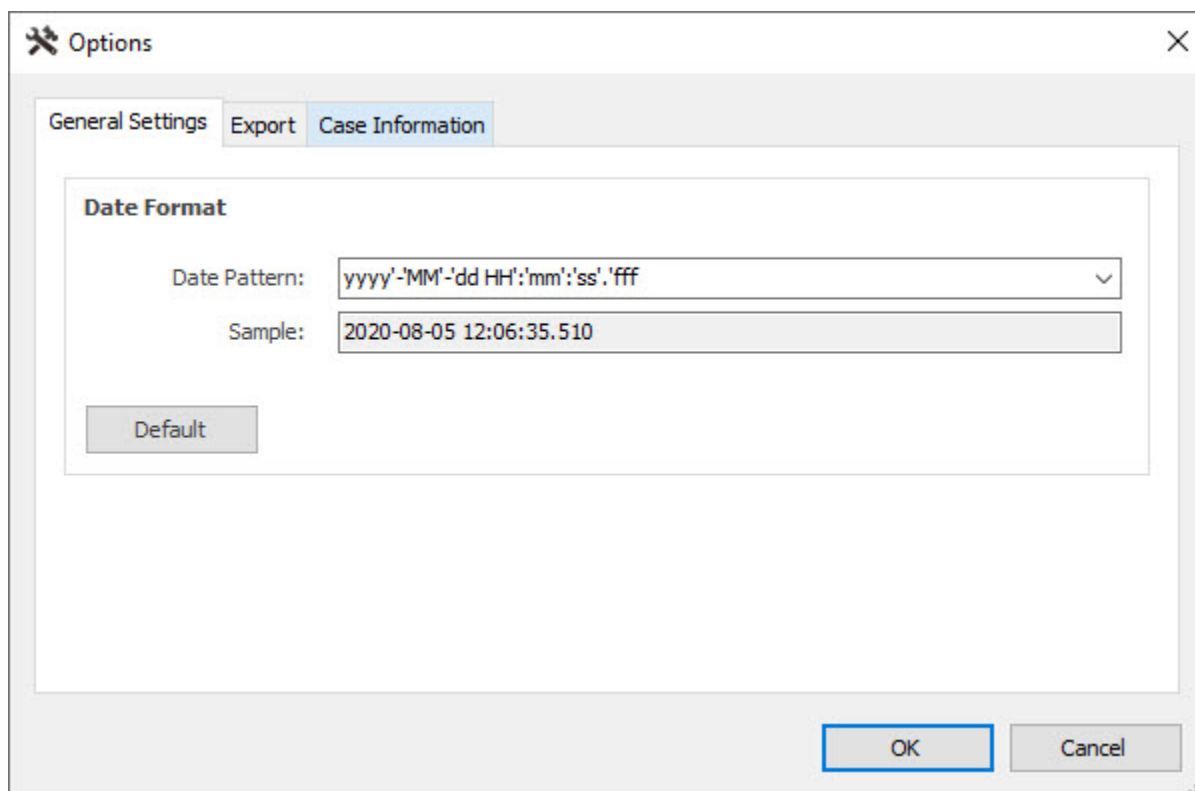 Options
General Settings Export Case Information
Date Format
Date Pattern: yyyy'-'MM'-'dd HH':'mm':'ss'.'fff
Sample: 2020-08-05 12:06:35.510
Default
OK Cancel